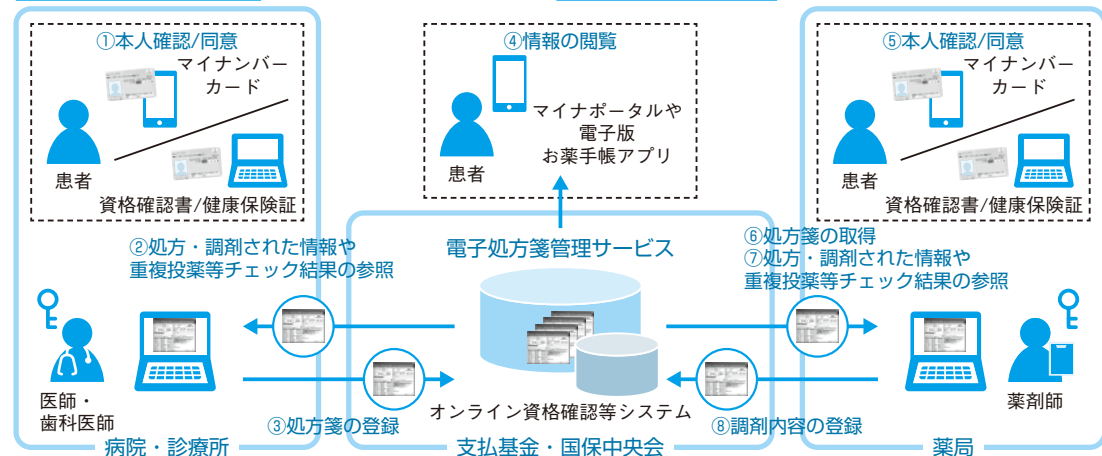 ①本人確認/同意
マイナンバー
カード
患者
資格確認書/健康保険証
②処方・調剤された情報や
重複投薬等チェック結果の参照
医師・
歯科医師
③処方箋の登録
病院・診療所
④情報の閲覧
マイナポータルや
電子版
お薬手帳アプリ
患者
電子処方箋管理サービス
オンライン資格確認等システム
支払基金・国保中央会
⑤本人確認/同意
マイナンバー
カード
患者
資格確認書/健康保険証
⑥処方箋の取得
⑦処方・調剤された情報や
重複投薬等チェック結果の参照
薬剤師
⑧調剤内容の登録
薬局